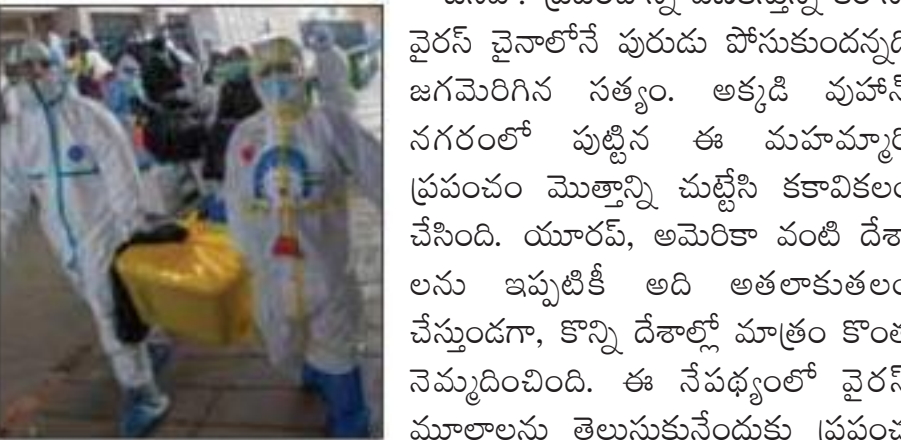 వైరస్ చైనాలోనే పురుడు పోసుకుందన్నది
జగమెరిగిన సత్యం. అక్కడి వుహాన్
నగరంలో పుట్టిన ఈ మహమ్మారి
ప్రపంచం మొత్తాన్ని చుట్టేసి కకావికలం
చేసింది. యూరప్, అమెరికా వంటి దేశా
లను ఇప్పటికీ అది అతలాకుతలం
చేస్తుండగా, కొన్ని దేశాల్లో మాత్రం కొంత
నెమ్మదించింది. ఈ నేపథ్యంలో వైరస్
మూలాలను తెలుసుకునేందుకు ప్రపంచ